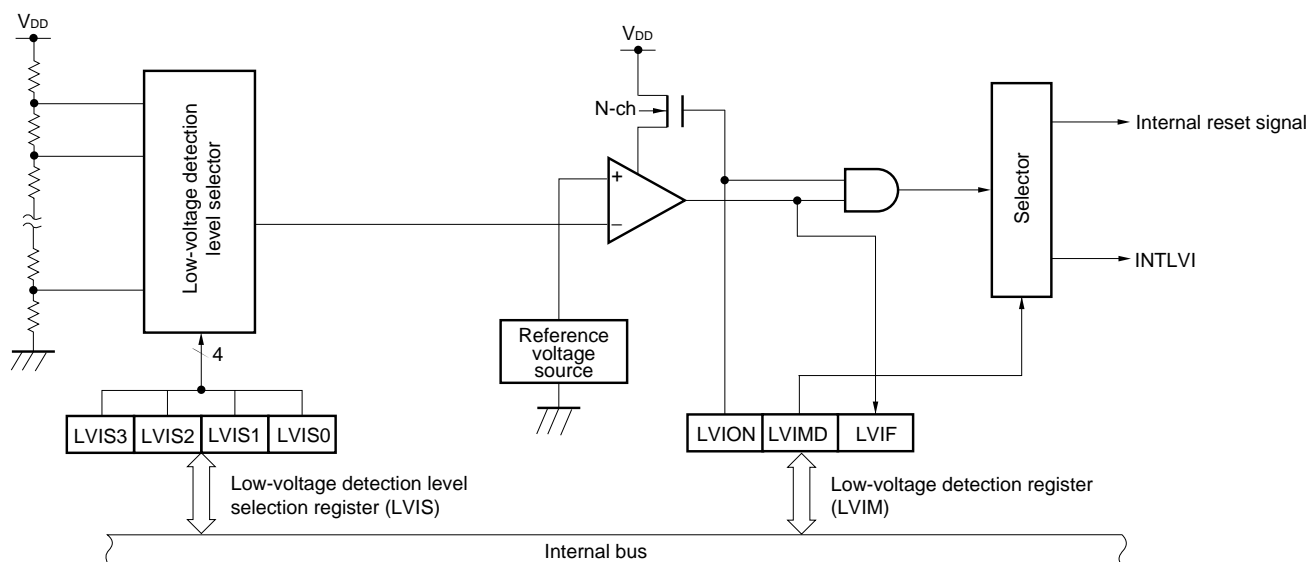 VDD
VDD
N-ch
Low-voltage detection
level selector
+
−
Selector
Internal reset signal
INTLVI
4
Reference
voltage
source
LVIS3 LVIS2 LVIS1 LVIS0
LVION LVIMD LVIF
Low-voltage detection level
selection register (LVIS)
Low-voltage detection register
(LVIM)
Internal bus